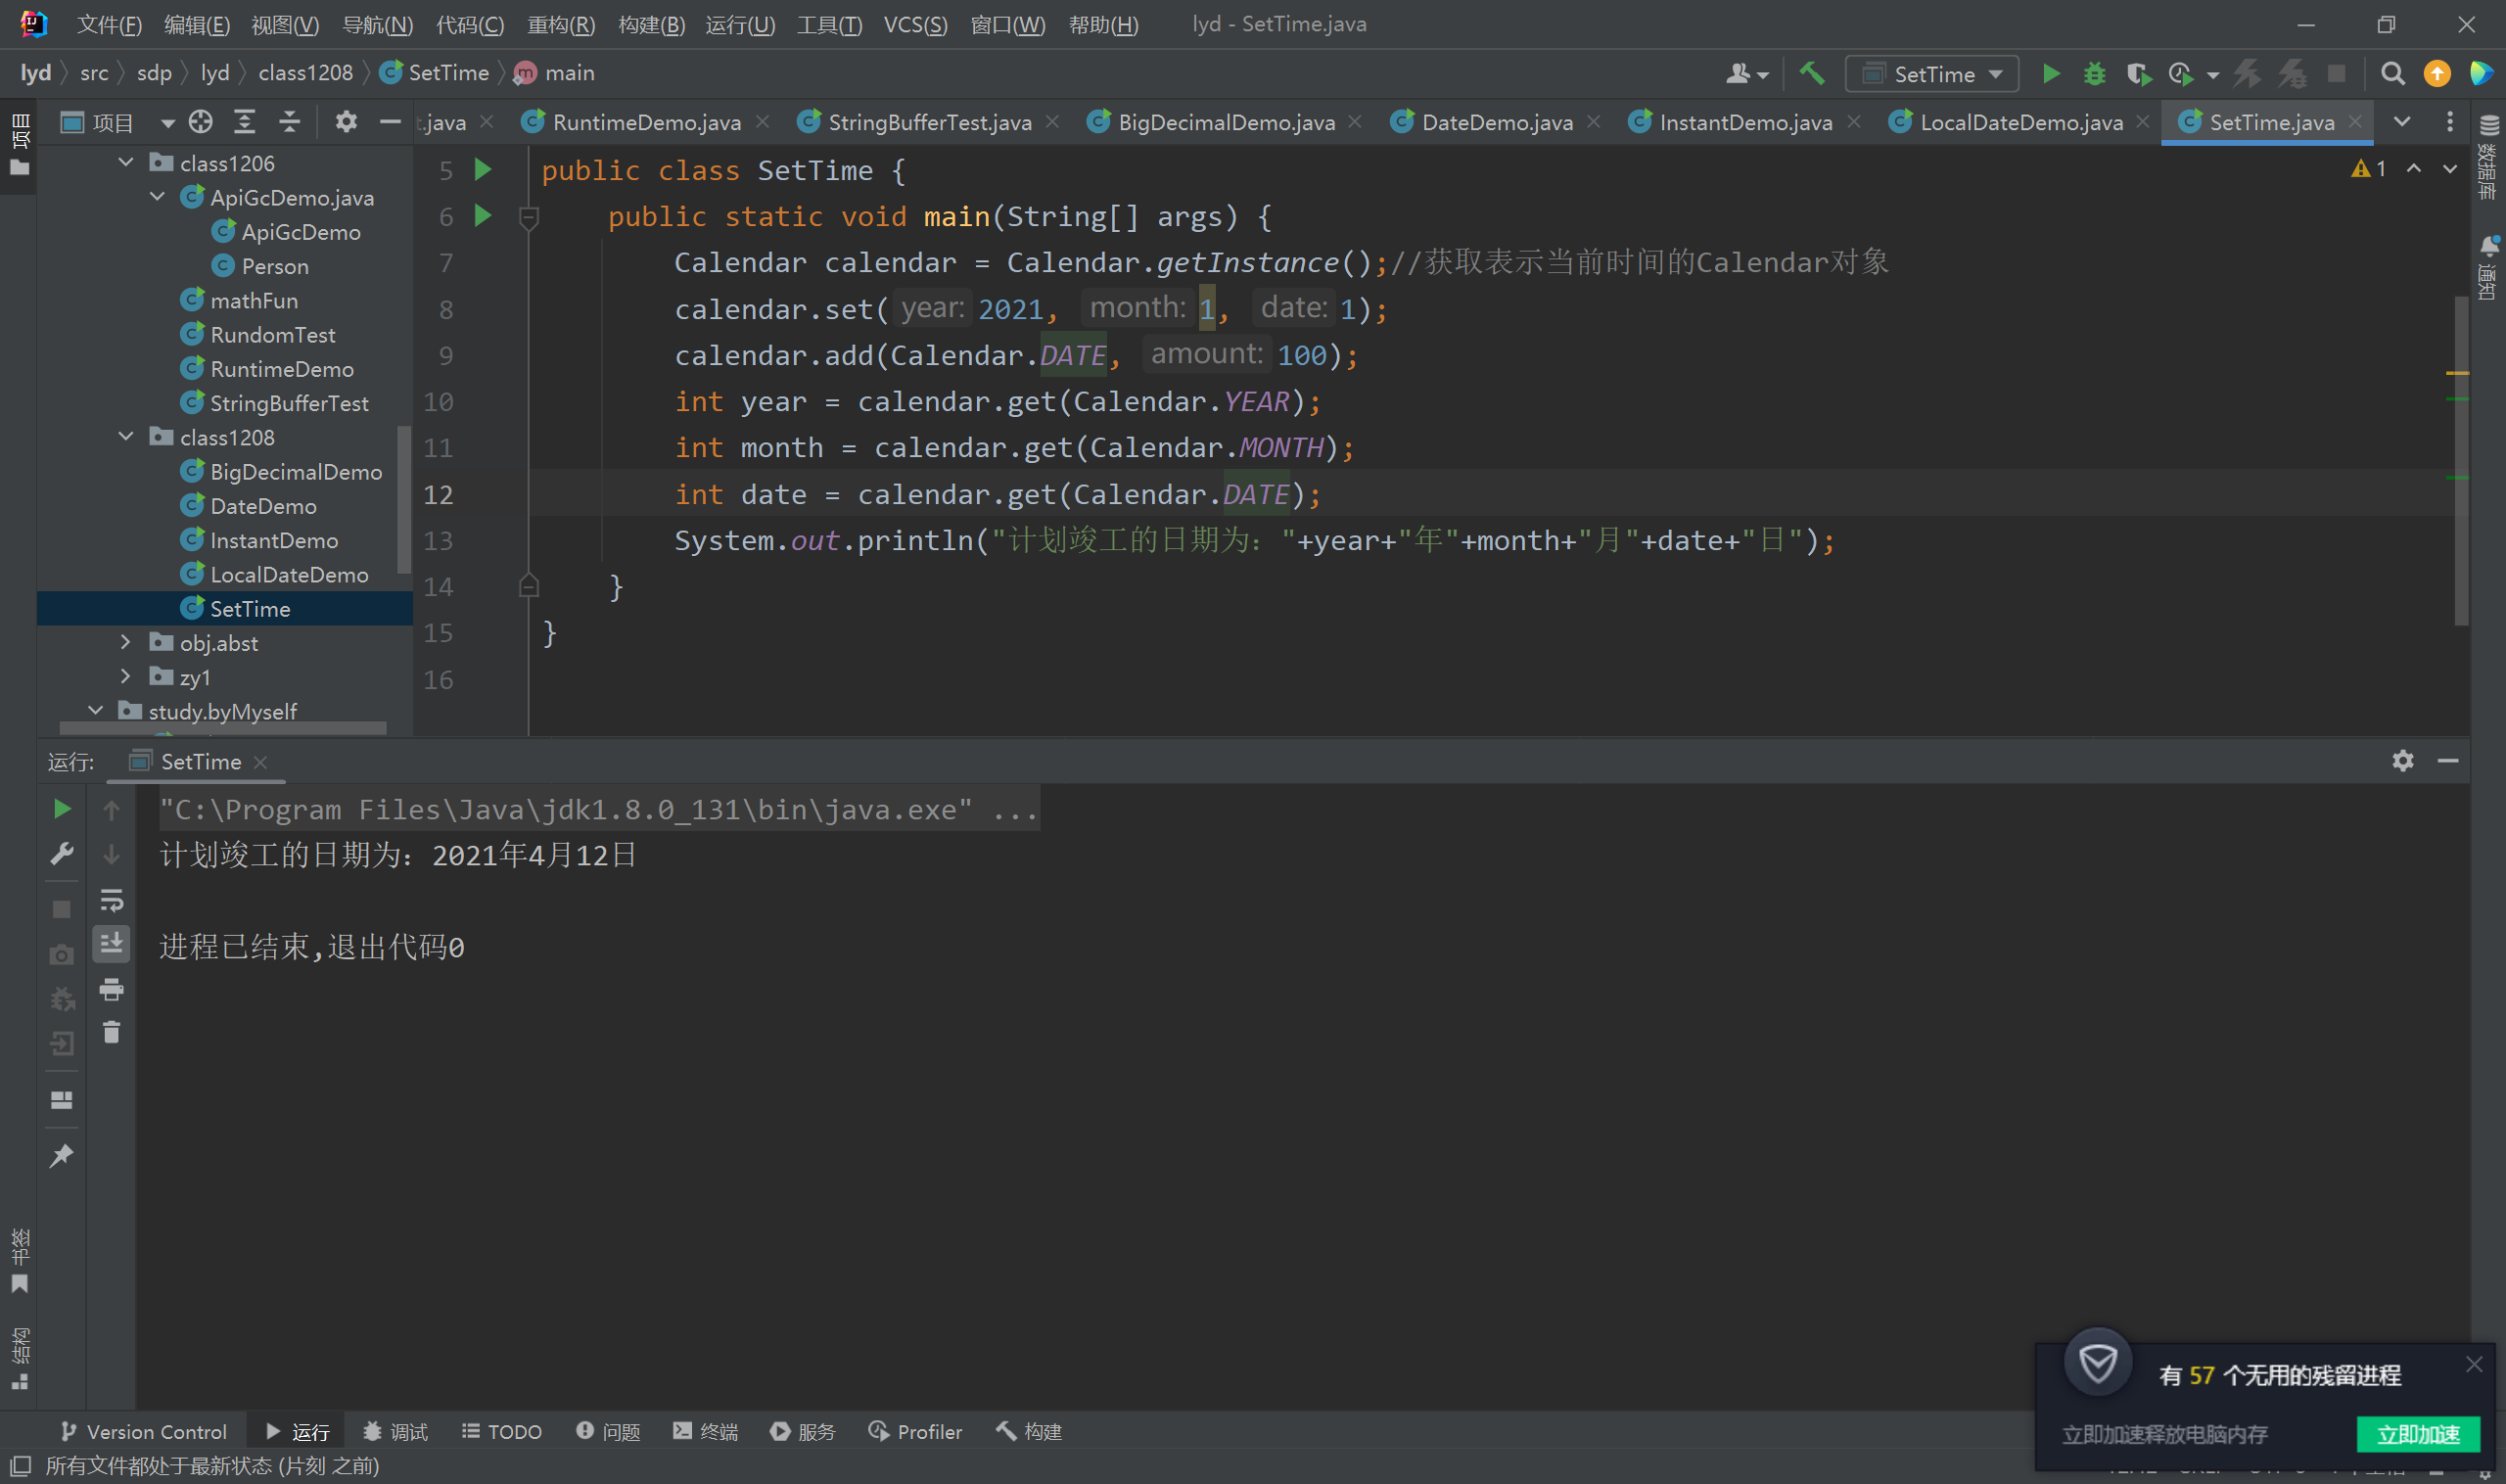 文件(F) 编辑(E) 视图(V) 导航(N) 代码(C) 重构(R) 构建(B) 运行(U) 工具(T) VCS(S) 窗口(W) 帮助(H) lyd - SetTime.java
lyd src sdp lyd class1208 SetTime main
SetTime
项目
项目
t.java RuntimeDemo.java StringBufferTest.java BigDecimalDemo.java DateDemo.java InstantDemo.java LocalDateDemo.java SetTime.java
class1206
ApiGcDemo.java
ApiGcDemo
Person
mathFun
RundomTest
RuntimeDemo
StringBufferTest
class1208
BigDecimalDemo
DateDemo
InstantDemo
LocalDateDemo
SetTime
obj.abst
zy1
study.byMyself
5 public class SetTime {
6 public static void main(String[] args) {
7 Calendar calendar = Calendar.getInstance();//获取表示当前时间的Calendar对象
8 calendar.set( year: 2021, month: 1, date: 1);
9 calendar.add(Calendar.DATE, amount: 100);
10 int year = calendar.get(Calendar.YEAR);
11 int month = calendar.get(Calendar.MONTH);
12 int date = calendar.get(Calendar.DATE);
13 System.out.println("计划竣工的日期为："+year+"年"+month+"月"+date+"日");
14 }
15 }
16
1
数据库
通知
运行: SetTime
"C:\Program Files\Java\jdk1.8.0_131\bin\java.exe" ...
计划竣工的日期为：2021年4月12日
进程已结束,退出代码0
书签
结构
有 57 个无用的残留进程
立即加速释放电脑内存 立即加速
Version Control 运行 调试 TODO 问题 终端 服务 Profiler 构建
所有文件都处于最新状态 (片刻 之前)